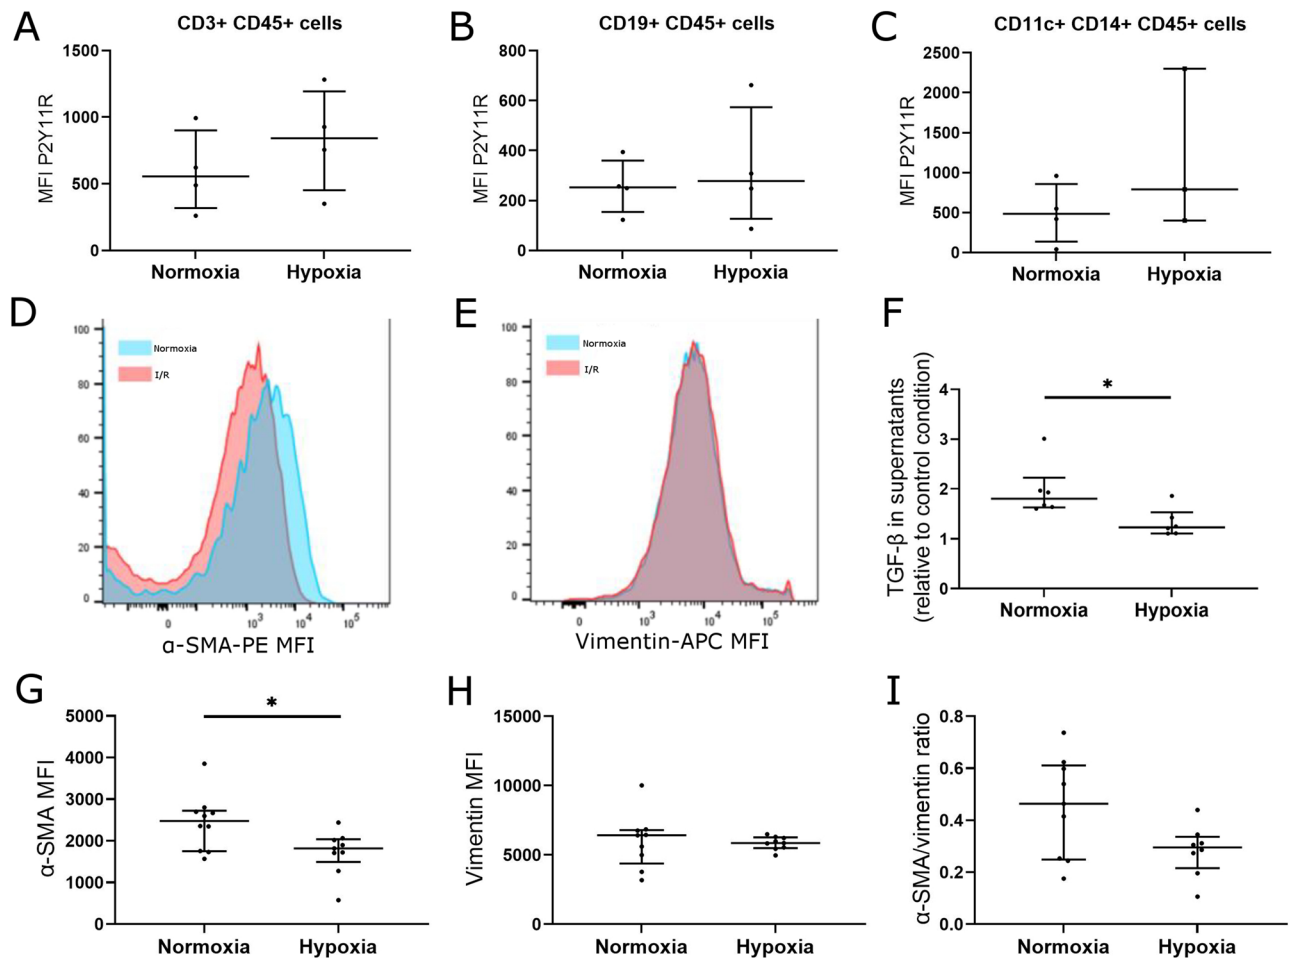 A
CD3+ CD45+ cells
MFI P2Y11R
1500
1000
500
0
Normoxia Hypoxia
B
CD19+ CD45+ cells
MFI P2Y11R
800
600
400
200
0
Normoxia Hypoxia
C
CD11c+ CD14+ CD45+ cells
MFI P2Y11R
2500
2000
1500
1000
500
0
Normoxia Hypoxia
D
100
80
60
40
20
0
Normoxia
I/R
0 10³ 10⁴ 10⁵
α-SMA-PE MFI
E
100
80
60
40
20
0
Normoxia
I/R
0 10³ 10⁴ 10⁵
Vimentin-APC MFI
F
TGF-β in supernatants
(relative to control condition)
4
3
2
1
0
*
Normoxia Hypoxia
G
α-SMA MFI
5000
4000
3000
2000
1000
0
*
Normoxia Hypoxia
H
Vimentin MFI
15000
10000
5000
0
Normoxia Hypoxia
I
α-SMA/vimentin ratio
0.8
0.6
0.4
0.2
0.0
Normoxia Hypoxia